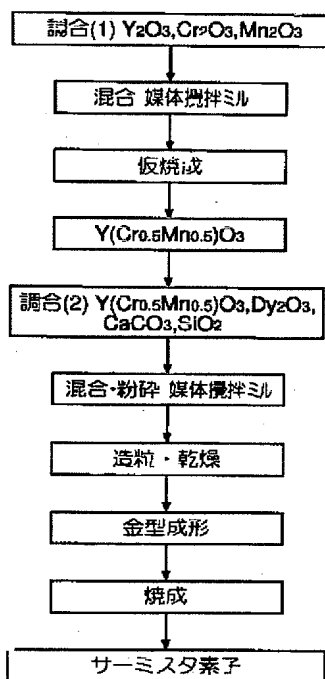 調合(1) Y2O3,Cr2O3,Mn2O3
混合 媒体攪拌ミル
仮焼成
Y(Cr0.5Mn0.5)O3
調合(2) Y(Cr0.5Mn0.5)O3,Dy2O3,
CaCO3,SiO2
混合・粉砕 媒体攪拌ミル
造粒・乾燥
金型成形
焼成
サーミスタ素子